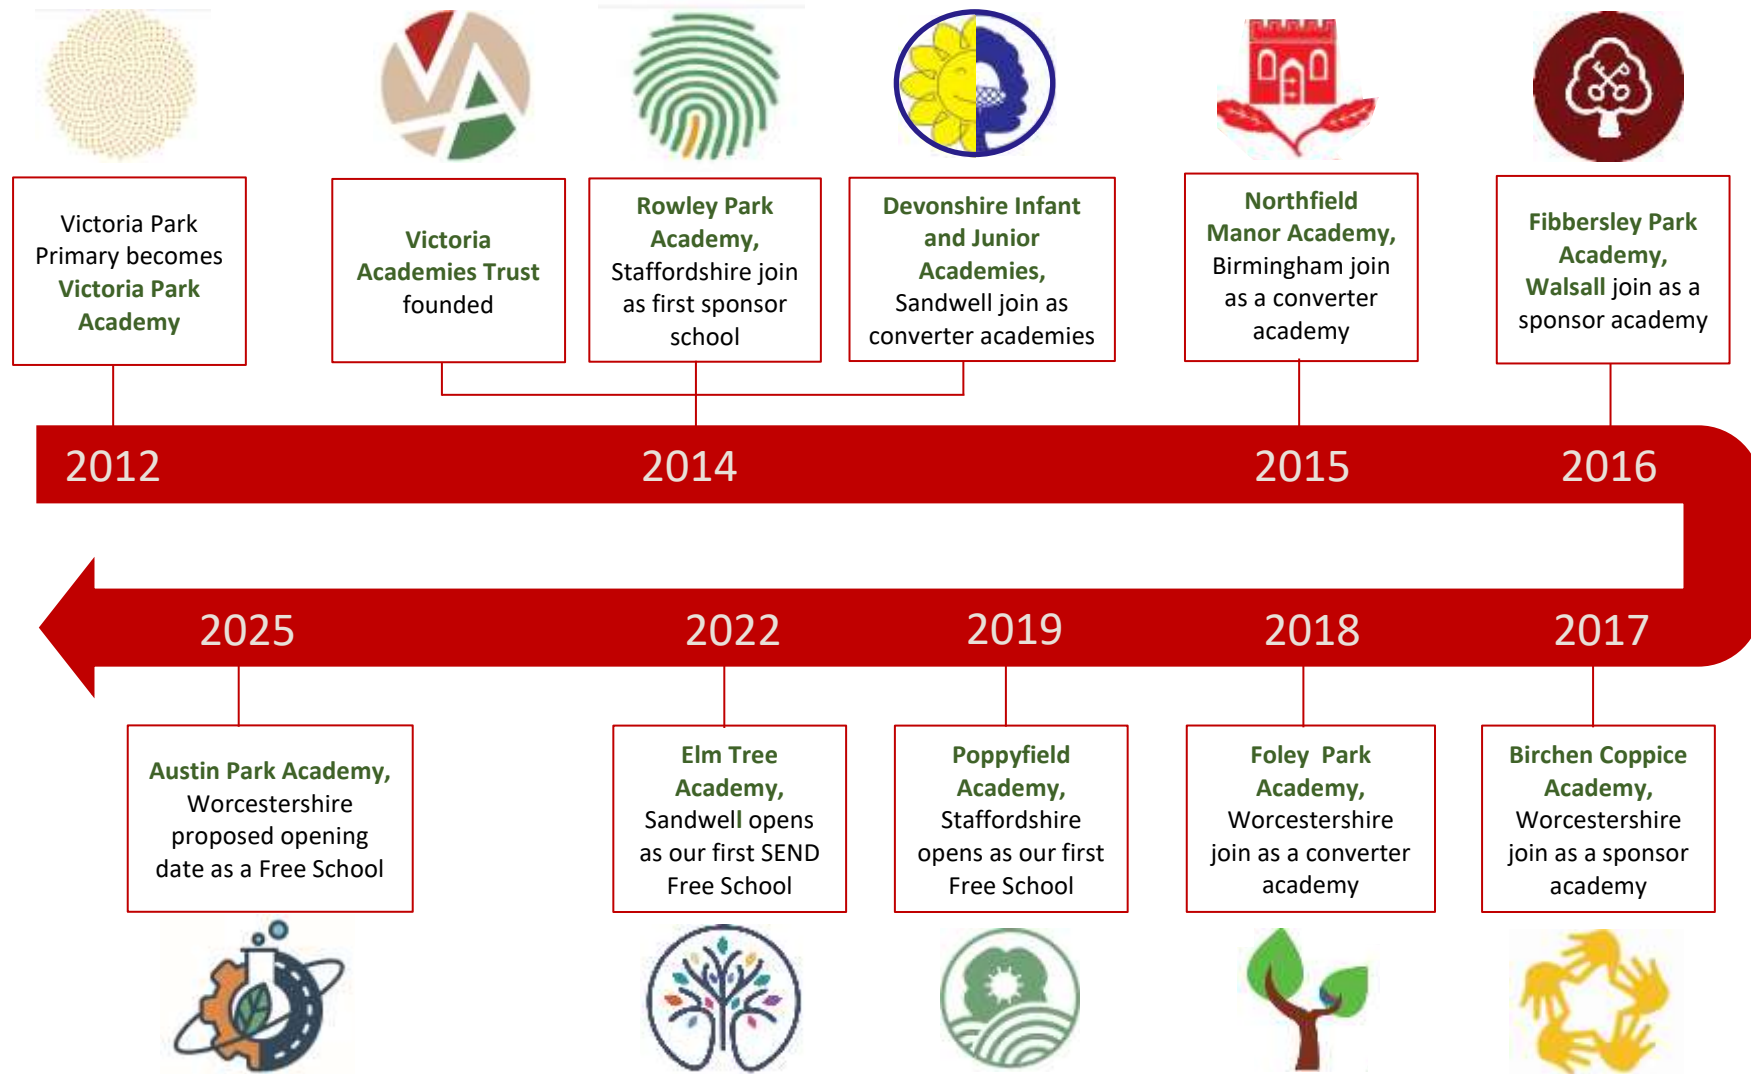 Victoria Park
Primary becomes
Victoria Park
Academy
Victoria
Academies Trust
founded
Rowley Park
Academy,
Staffordshire join
as first sponsor
school
Devonshire Infant
and Junior
Academies,
Sandwell join as
converter academies
Northfield
Manor Academy,
Birmingham join
as a converter
academy
Fibbersley Park
Academy,
Walsall join as a
sponsor academy
2012
2014
2015
2016
2025
2022
2019
2018
2017
Austin Park Academy,
Worcestershire
proposed opening
date as a Free School
Elm Tree
Academy,
Sandwell opens
as our first SEND
Free School
Poppyfield
Academy,
Staffordshire
opens as our first
Free School
Foley  Park
Academy,
Worcestershire
join as a converter
academy
Birchen Coppice
Academy,
Worcestershire
join as a sponsor
academy